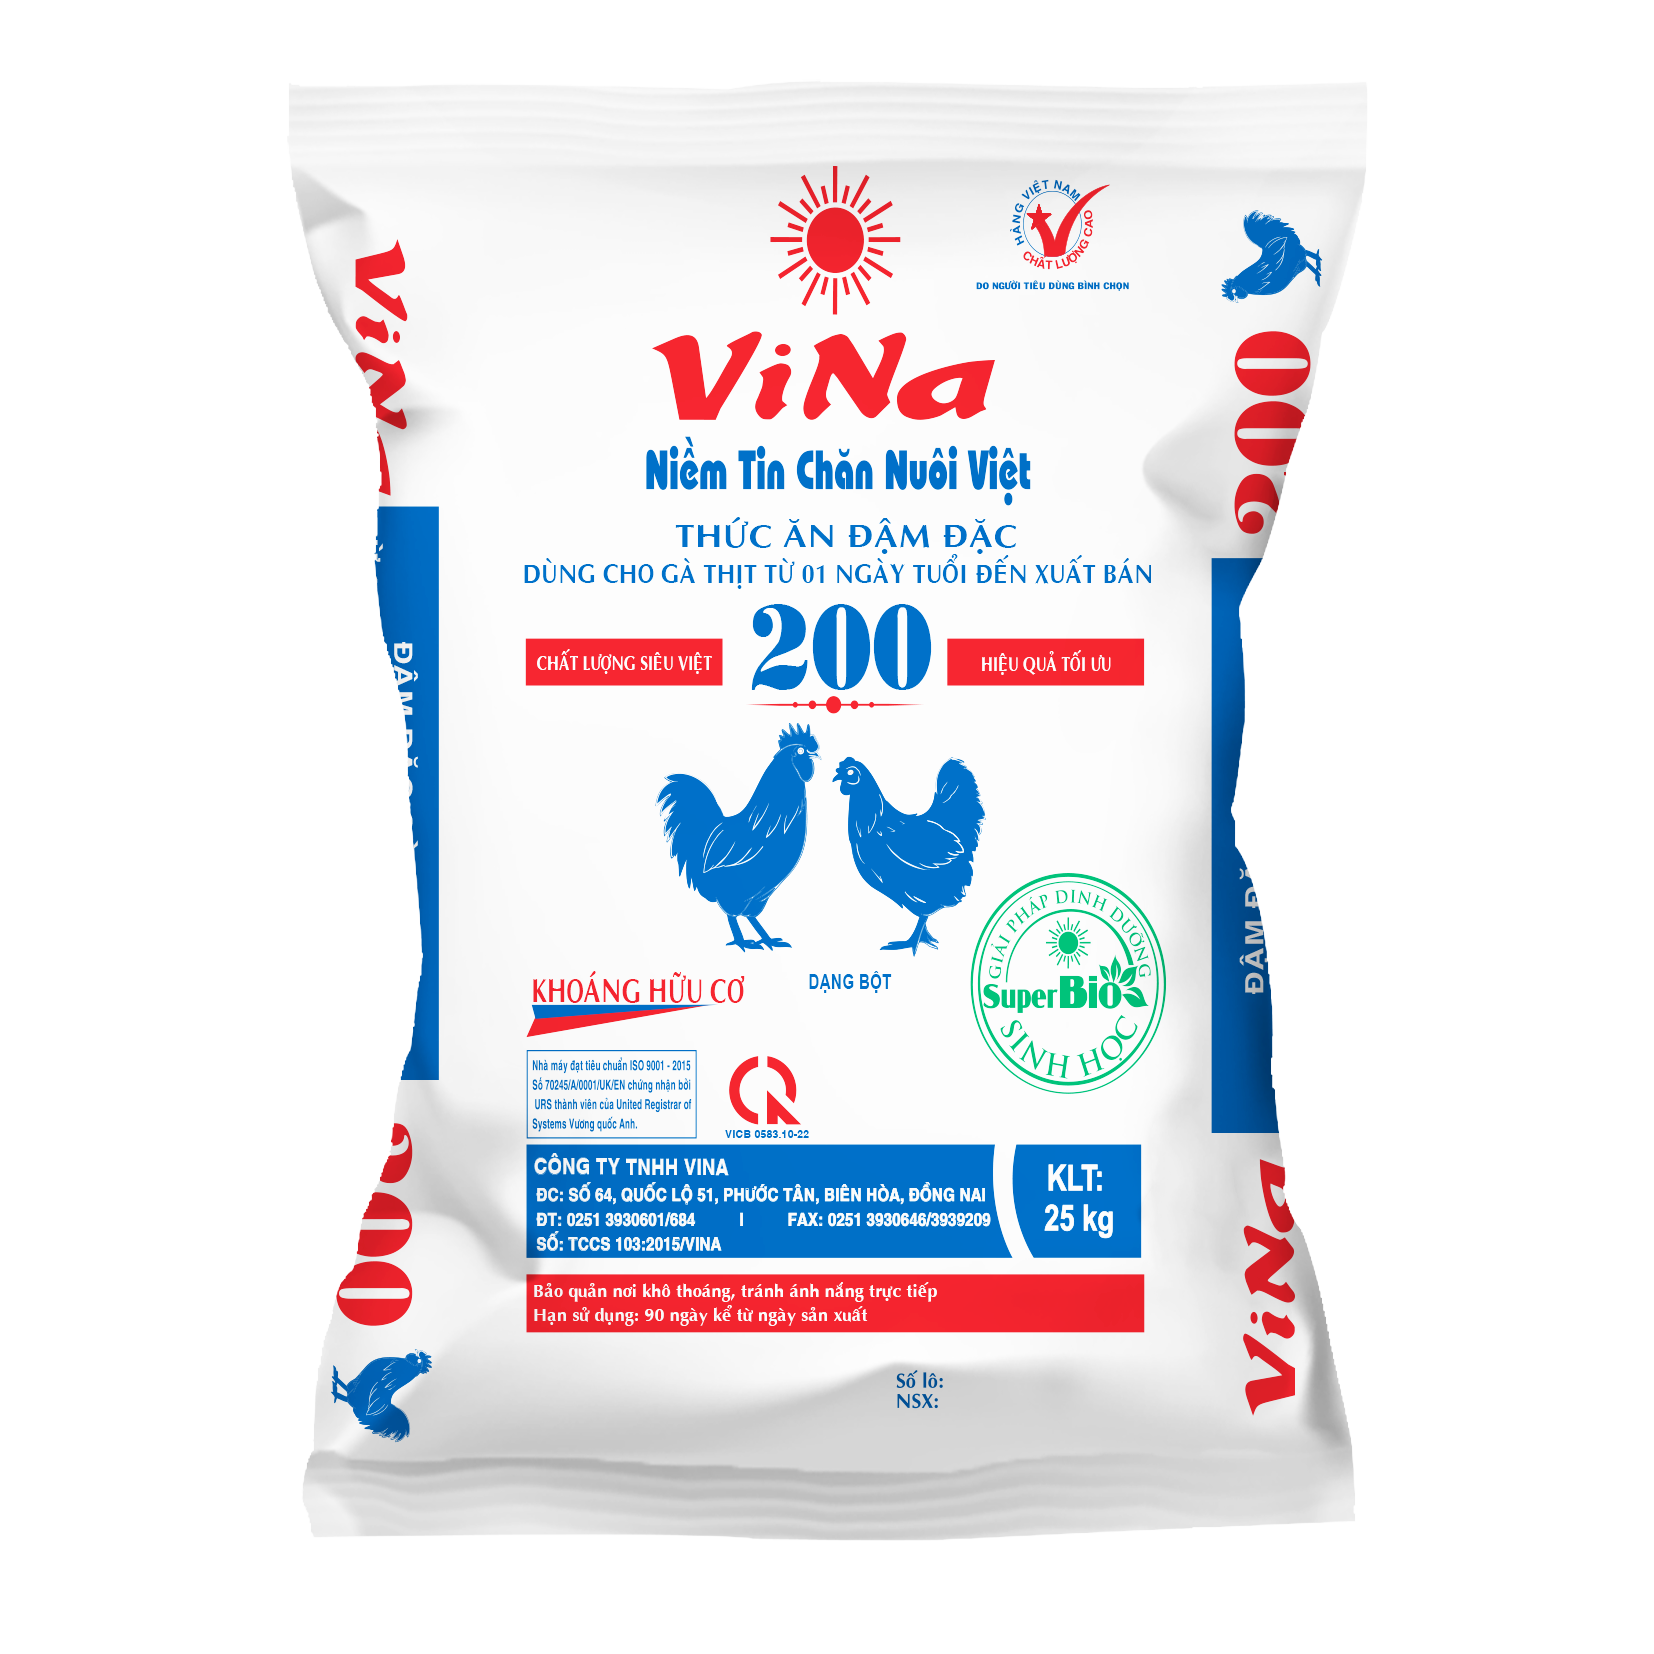 HÀNG VIỆT NAM
CHẤT LƯỢNG CAO
DO NGƯỜI TIÊU DÙNG BÌNH CHỌN
ViNa
Niềm Tin Chăn Nuôi Việt
THỨC ĂN ĐẬM ĐẶC
DÙNG CHO GÀ THỊT TỪ 01 NGÀY TUỔI ĐẾN XUẤT BÁN
CHẤT LƯỢNG SIÊU VIỆT
200
HIỆU QUẢ TỐI ƯU
KHOÁNG HỮU CƠ
DẠNG BỘT
GIẢI PHÁP DINH DƯỠNG
SuperBio
SINH HỌC
Nhà máy đạt tiêu chuẩn ISO 9001 - 2015
Số 70245/A/0001/UK/EN chứng nhận bởi
URS thành viên của United Registrar of
Systems Vương quốc Anh.
VICB 0583.10-22
CÔNG TY TNHH VINA
ĐC: SỐ 64, QUỐC LỘ 51, PHƯỚC TÂN, BIÊN HÒA, ĐỒNG NAI
ĐT: 0251 3930601/684 I FAX: 0251 3930646/3939209
SỐ: TCCS 103:2015/VINA
KLT:
25 kg
Bảo quản nơi khô thoáng, tránh ánh nắng trực tiếp
Hạn sử dụng: 90 ngày kể từ ngày sản xuất
Số lô:
NSX:
ViNa
200
200
ĐẬM
ViNa